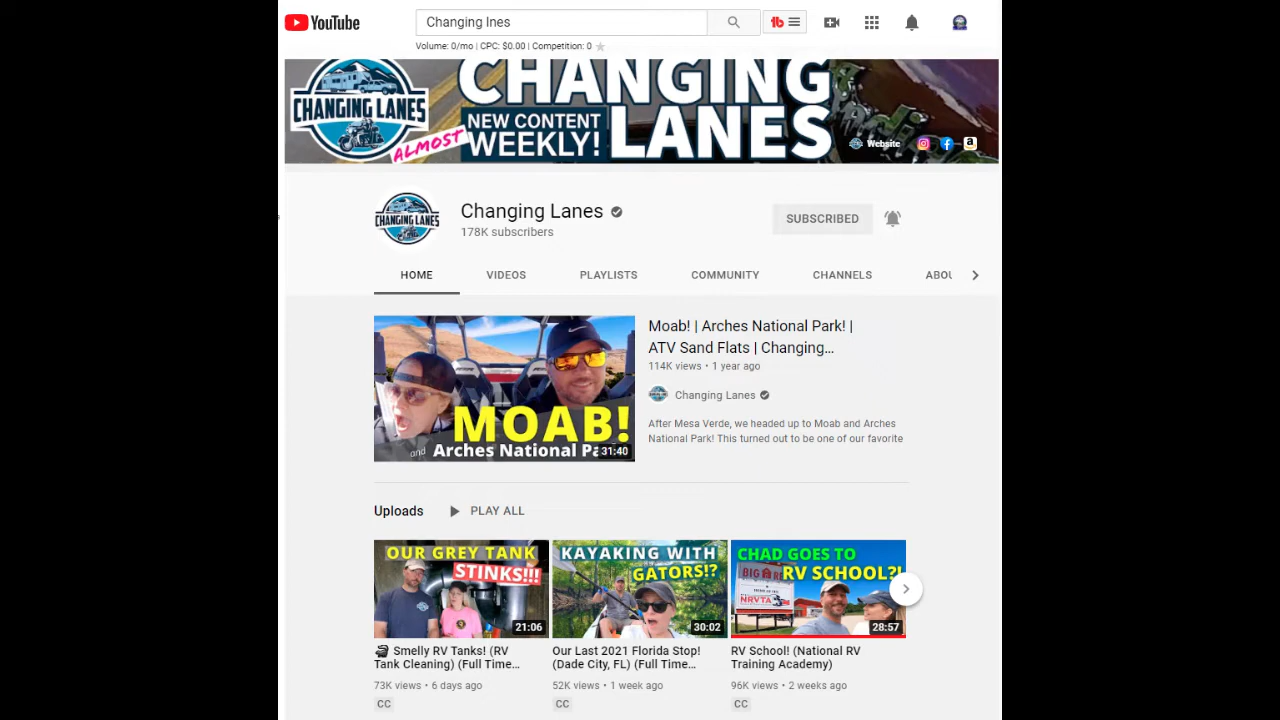 YouTube
Changing lnes
Volume: 0/mo | CPC: $0.00 | Competition: 0
CHANGING LANES
CHANGING
NEW CONTENT
ALMOST WEEKLY!
LANES
Website
CHANGING LANES
Changing Lanes
178K subscribers
SUBSCRIBED
HOME VIDEOS PLAYLISTS COMMUNITY CHANNELS ABOU
MOAB!
and Arches National Pa
31:40
Moab! | Arches National Park! |
ATV Sand Flats | Changing...
114K views • 1 year ago
Changing Lanes
After Mesa Verde, we headed up to Moab and Arches
National Park! This turned out to be one of our favorite
Uploads PLAY ALL
OUR GREY TANK
STINKS!!!
21:06
KAYAKING WITH
GATORS!?
30:02
CHAD GOES TO
RV SCHOOL?!
BIG RE
NRVTA
28:57
Smelly RV Tanks! (RV
Tank Cleaning) (Full Time...
73K views • 6 days ago
CC
Our Last 2021 Florida Stop!
(Dade City, FL) (Full Time...
52K views • 1 week ago
CC
RV School! (National RV
Training Academy)
96K views • 2 weeks ago
CC